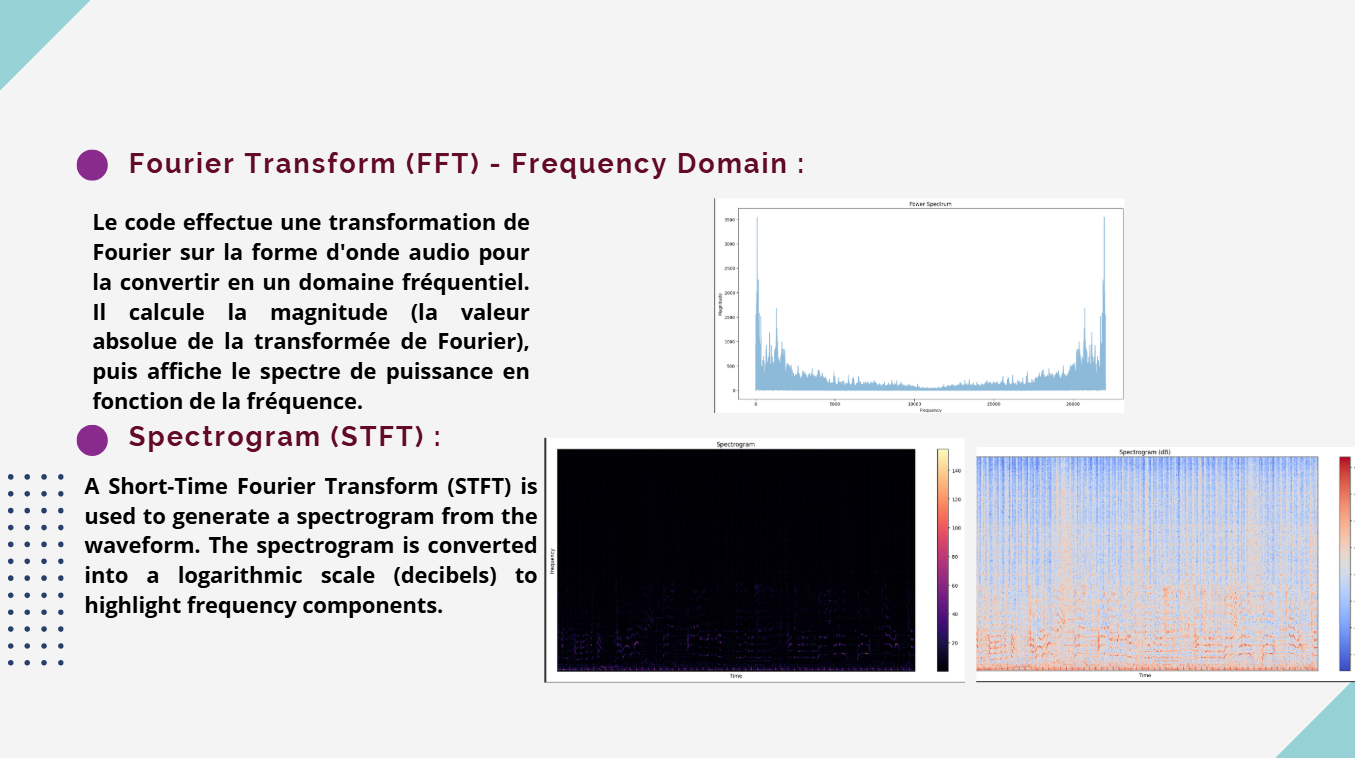 Fourier Transform (FFT) - Frequency Domain :
Le code effectue une transformation de
Fourier sur la forme d'onde audio pour
la convertir en un domaine fréquentiel.
Il calcule la magnitude (la valeur
absolue de la transformée de Fourier),
puis affiche le spectre de puissance en
fonction de la fréquence.
Power Spectrum
Magnitude
3500
3000
2500
2000
1500
1000
500
0
0 5000 10000 15000 20000
Frequency
Spectrogram (STFT) :
A Short-Time Fourier Transform (STFT) is
used to generate a spectrogram from the
waveform. The spectrogram is converted
into a logarithmic scale (decibels) to
highlight frequency components.
Spectrogram
Frequency
Time
140
120
100
80
60
40
20
Spectrogram (dB)
Time